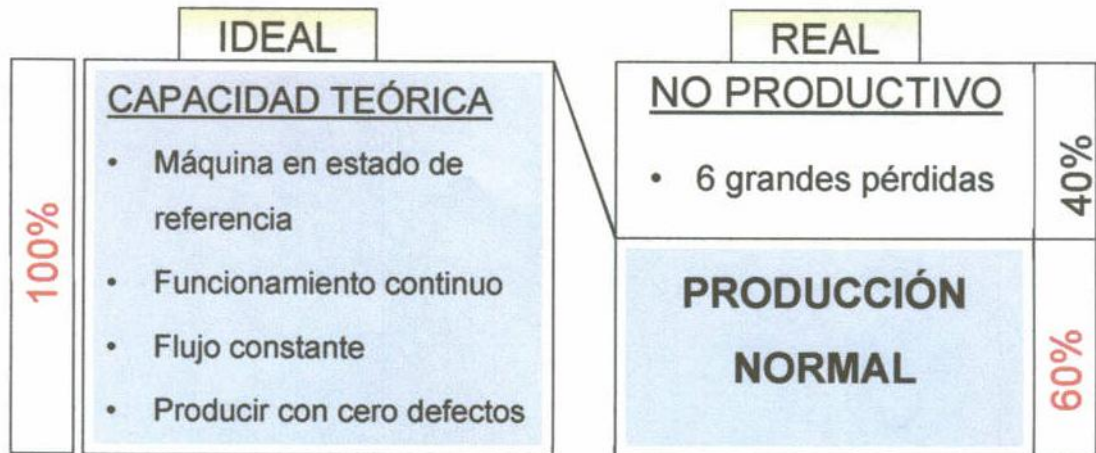 IDEAL
100%
CAPACIDAD TEÓRICA
• Máquina en estado de
referencia
• Funcionamiento continuo
• Flujo constante
• Producir con cero defectos
REAL
NO PRODUCTIVO
• 6 grandes pérdidas
40%
PRODUCCIÓN
NORMAL
60%